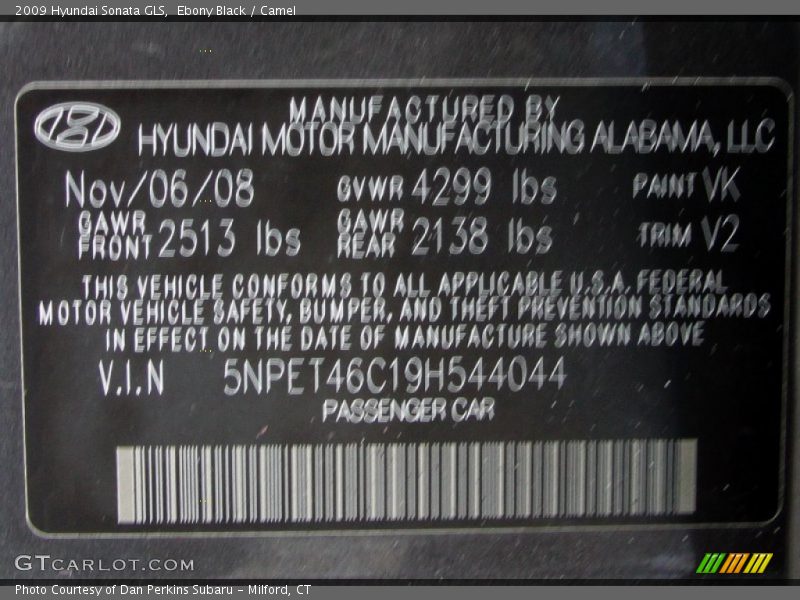 2009 Hyundai Sonata GLS,  Ebony Black / Camel
MANUFACTURED BY
HYUNDAI MOTOR MANUFACTURING ALABAMA, LLC
Nov/06/08 GVWR 4299 lbs PAINT VK
GAWR FRONT 2513 lbs GAWR REAR 2138 lbs TRIM V2
THIS VEHICLE CONFORMS TO ALL APPLICABLE U.S.A. FEDERAL
MOTOR VEHICLE SAFETY, BUMPER, AND THEFT PREVENTION STANDARDS
IN EFFECT ON THE DATE OF MANUFACTURE SHOWN ABOVE
V.I.N 5NPET46C19H544044
PASSENGER CAR
GTCARLOT.COM
Photo Courtesy of Dan Perkins Subaru - Milford, CT